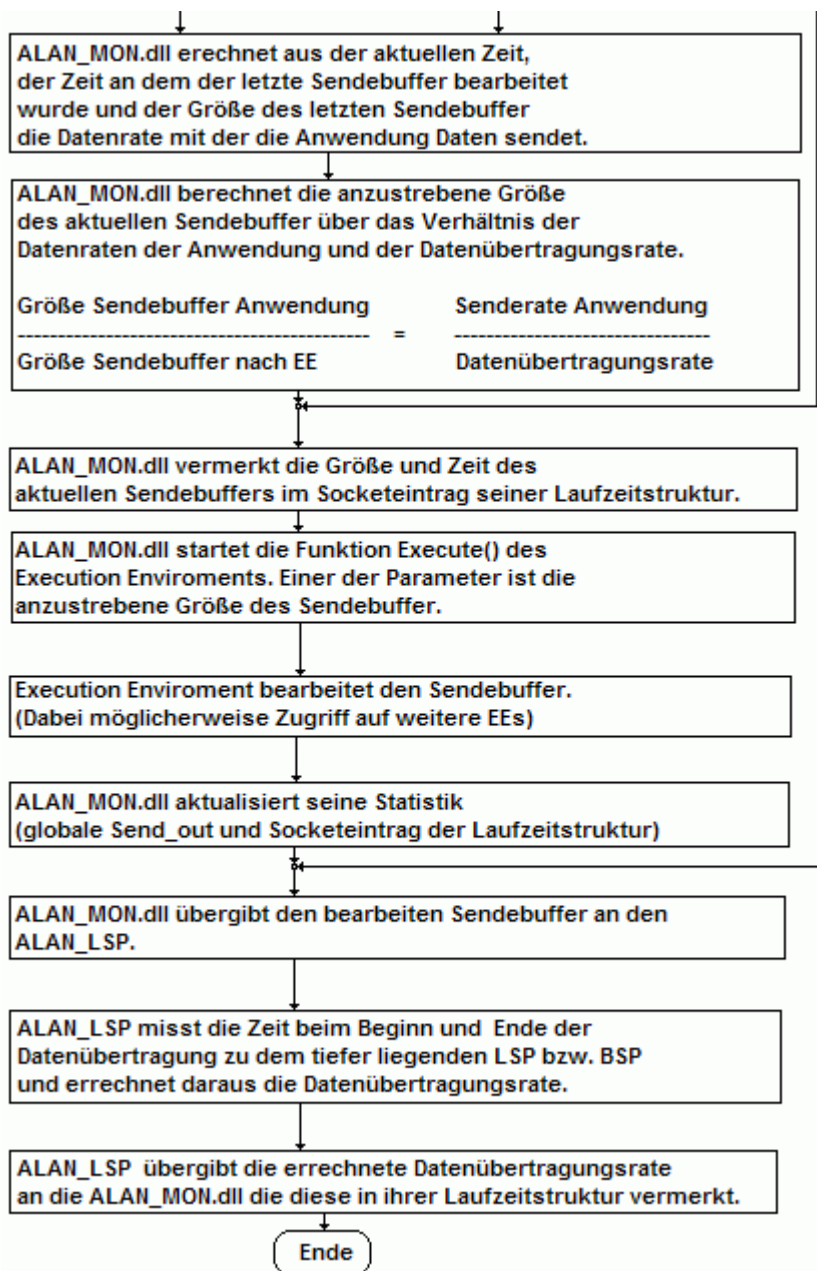 ALAN_MON.dll erechnet aus der aktuellen Zeit,
der Zeit an dem der letzte Sendebuffer bearbeitet
wurde und der Größe des letzten Sendebuffer
die Datenrate mit der die Anwendung Daten sendet.
ALAN_MON.dll berechnet die anzustrebene Größe
des aktuellen Sendebuffer über das Verhältnis der
Datenraten der Anwendung und der Datenübertragungsrate.
Größe Sendebuffer Anwendung Senderate Anwendung
-------------------------------------------- = --------------------------------
Größe Sendebuffer nach EE Datenübertragungsrate
ALAN_MON.dll vermerkt die Größe und Zeit des
aktuellen Sendebuffers im Socketeintrag seiner Laufzeitstruktur.
ALAN_MON.dll startet die Funktion Execute() des
Execution Enviroments. Einer der Parameter ist die
anzustrebene Größe des Sendebuffer.
Execution Enviroment bearbeitet den Sendebuffer.
(Dabei möglicherweise Zugriff auf weitere EEs)
ALAN_MON.dll aktualisiert seine Statistik
(globale Send_out und Socketeintrag der Laufzeitstruktur)
ALAN_MON.dll übergibt den bearbeiten Sendebuffer an den
ALAN_LSP.
ALAN_LSP misst die Zeit beim Beginn und Ende der
Datenübertragung zu dem tiefer liegenden LSP bzw. BSP
und errechnet daraus die Datenübertragungsrate.
ALAN_LSP übergibt die errechnete Datenübertragungsrate
an die ALAN_MON.dll die diese in ihrer Laufzeitstruktur vermerkt.
Ende